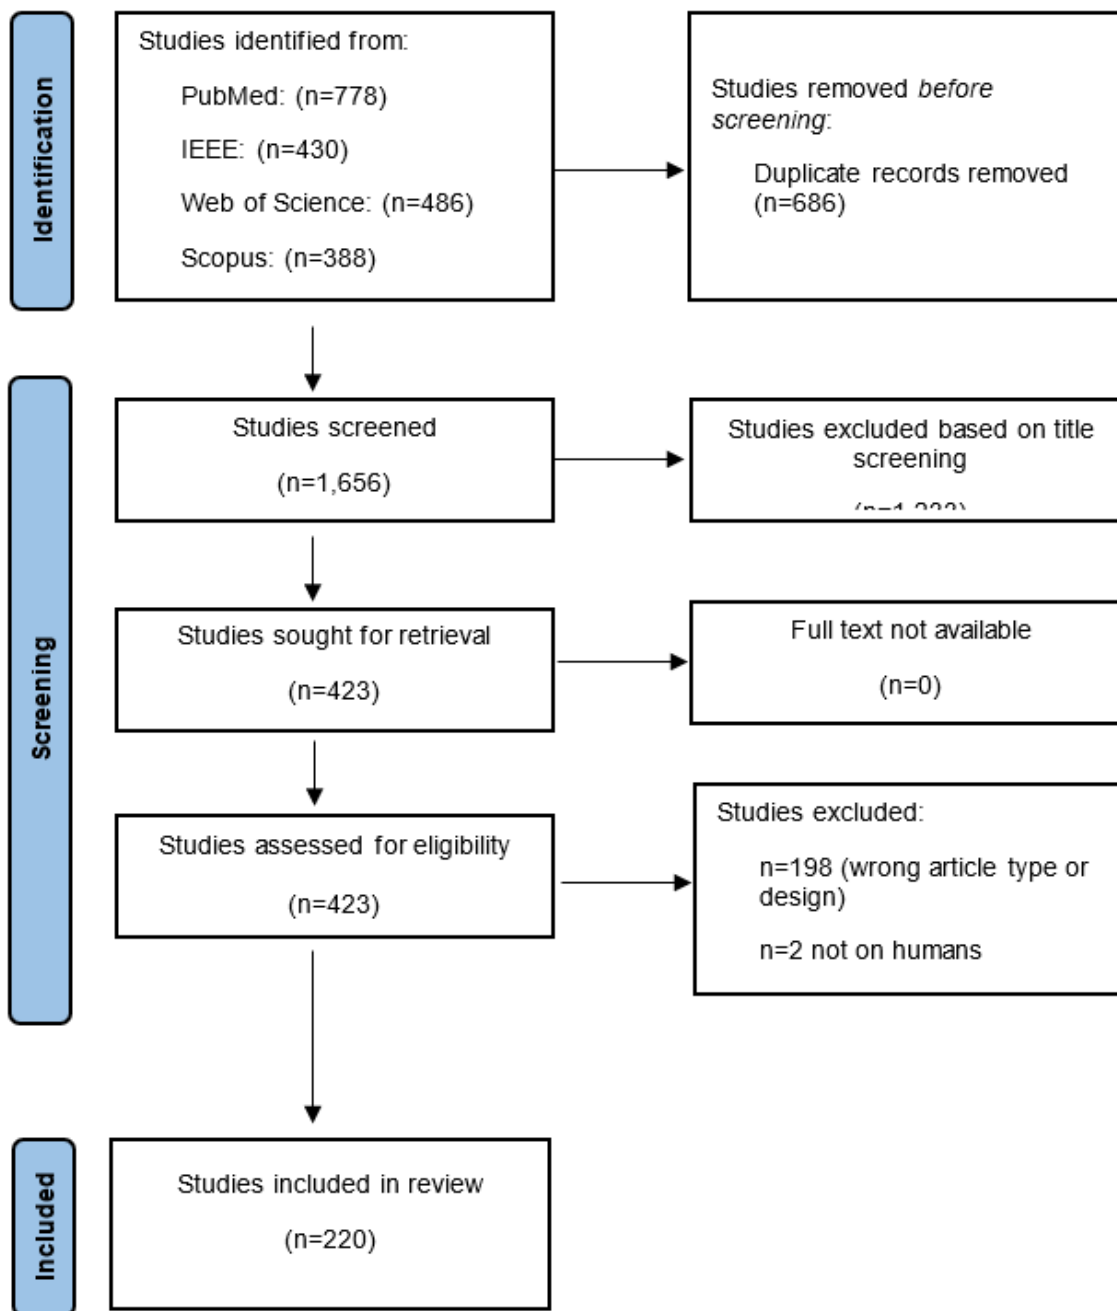 Identification
Studies identified from:
PubMed: (n=778)
IEEE: (n=430)
Web of Science: (n=486)
Scopus: (n=388)
Studies removed before
screening:
Duplicate records removed
(n=686)
Screening
Studies screened
(n=1,656)
Studies excluded based on title
screening
Studies sought for retrieval
(n=423)
Full text not available
(n=0)
Studies assessed for eligibility
(n=423)
Studies excluded:
n=198 (wrong article type or
design)
n=2 not on humans
Included
Studies included in review
(n=220)